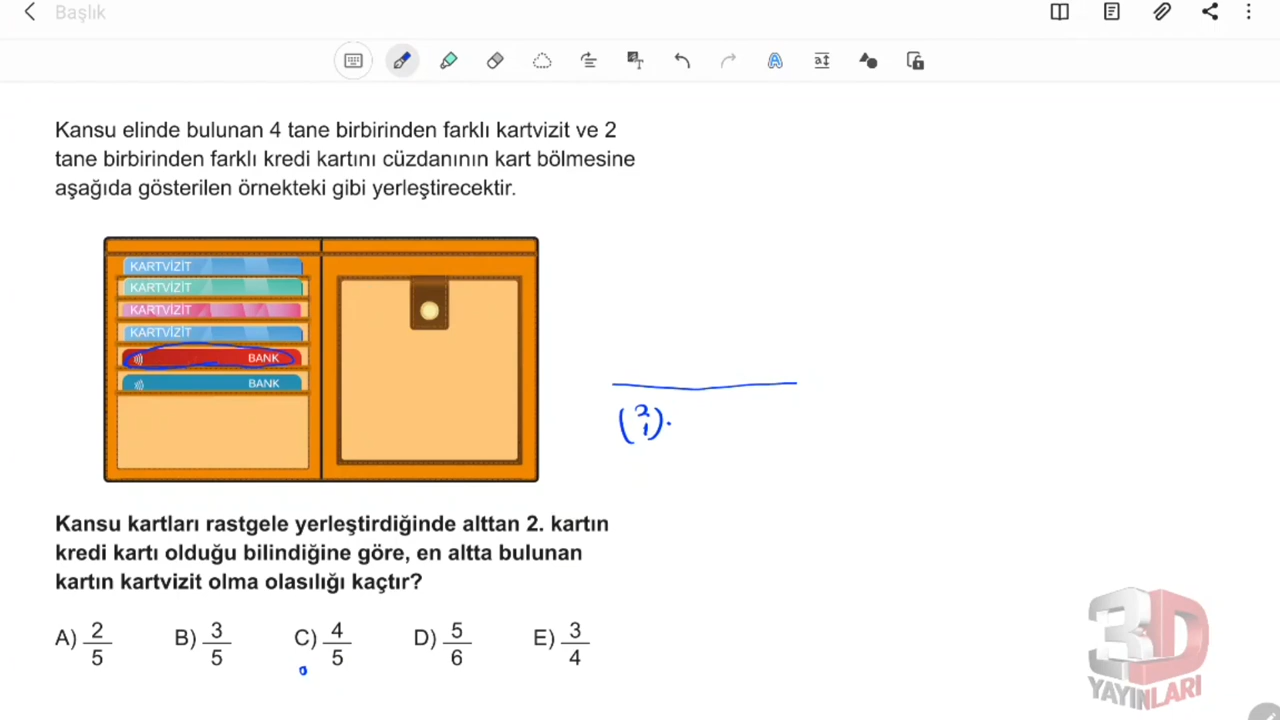 Başlık
Kansu elinde bulunan 4 tane birbirinden farklı kartvizit ve 2
tane birbirinden farklı kredi kartını cüzdanının kart bölmesine
aşağıda gösterilen örnekteki gibi yerleştirecektir.
KARTVİZİT
KARTVİZİT
KARTVİZİT
KARTVİZİT
BANK
BANK
(2 1).
Kansu kartları rastgele yerleştirdiğinde alttan 2. kartın
kredi kartı olduğu bilindiğine göre, en altta bulunan
kartın kartvizit olma olasılığı kaçtır?
A) 2/5 B) 3/5 C) 4/5 D) 5/6 E) 3/4
3D
YAYINLARI